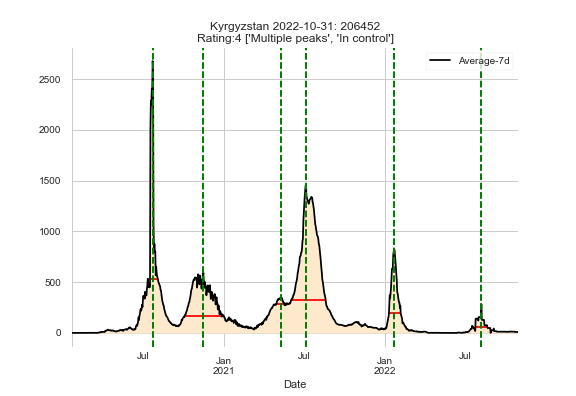 Kyrgyzstan 2022-10-31: 206452
Rating:4 ['Multiple peaks', 'In control']
Average-7d
2500
2000
1500
1000
500
0
Jul
Jan
2021
Jul
Jan
2022
Jul
Date